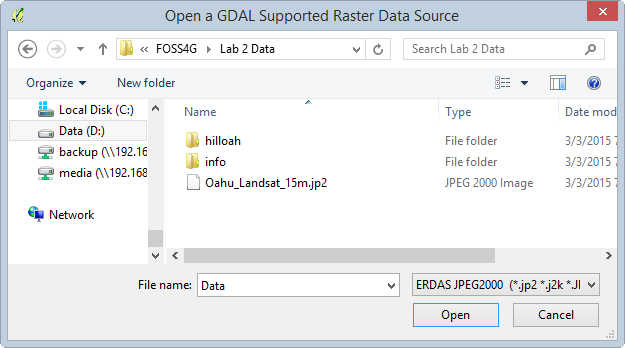 Open a GDAL Supported Raster Data Source
« FOSS4G Lab 2 Data Search Lab 2 Data
Organize New folder ?
Name Type Date mod
Local Disk (C:)
Data (D:)
backup (\\192.16
media (\\192.168
Network
hilloah File folder 3/3/2015 7
info File folder 3/3/2015 7
Oahu_Landsat_15m.jp2 JPEG 2000 Image 3/3/2015 7
File name: Data ERDAS JPEG2000 (*.jp2 *.j2k *.JI
Open Cancel